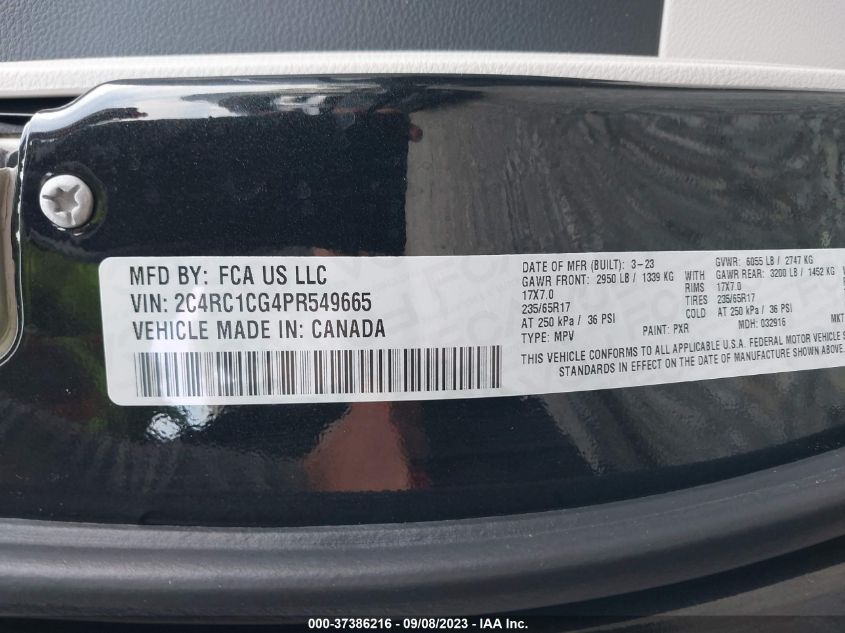 MFD BY: FCA US LLC
VIN: 2C4RC1CG4PR549665
VEHICLE MADE IN: CANADA
DATE OF MFR (BUILT): 3-23 GVWR: 6055 LB / 2747 KG
GAWR FRONT: 2950 LB / 1339 KG WITH GAWR REAR: 3200 LB / 1452 KG
17X7.0 RIMS 17X7.0
235/65R17 TIRES 235/65R17
AT 250 kPa / 36 PSI COLD AT 250 kPa / 36 PSI
TYPE: MPV PAINT: PXR MDH: 032916 MKT
THIS VEHICLE CONFORMS TO ALL APPLICABLE U.S.A. FEDERAL MOTOR VEHICLE S
STANDARDS IN EFFECT ON THE DATE OF MANUFACTURE SHOWN ABOVE.
000-37386216 - 09/08/2023 - IAA Inc.